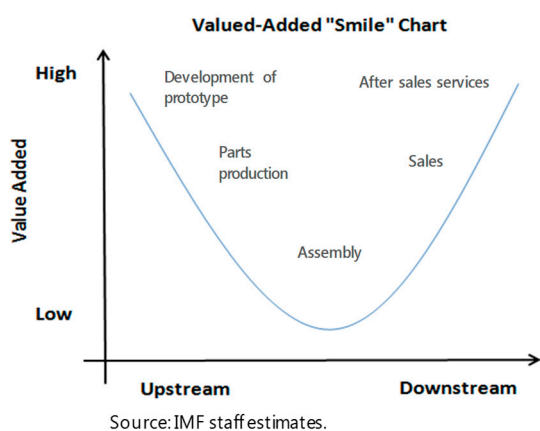 Valued-Added "Smile" Chart
High
Development of
prototype
After sales services
Parts
production
Sales
Value Added
Assembly
Low
Upstream
Downstream
Source: IMF staff estimates.